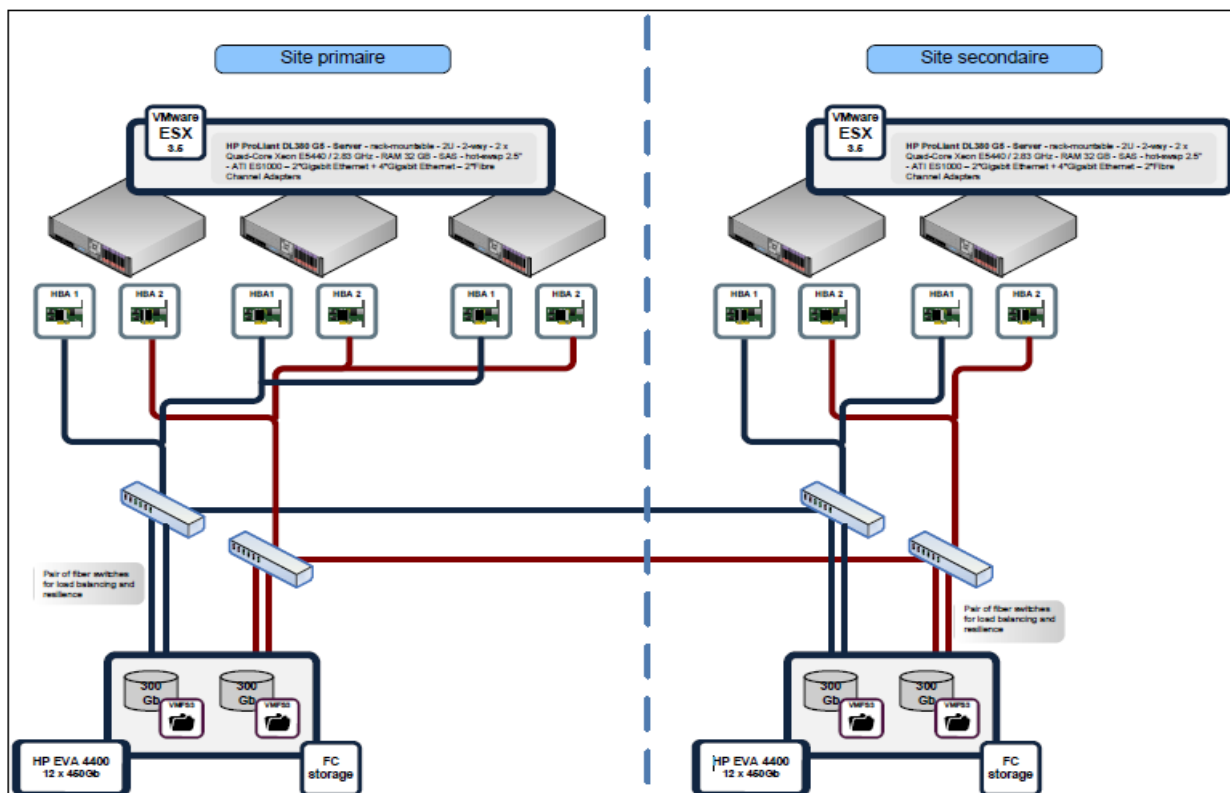 Site primaire
VMware
ESX
3.5
HP ProLiant DL380 G5 - Server - rack-mountable - 2U - 2-way - 2 x
Quad-Core Xeon E5440 / 2.83 GHz - RAM 32 GB - SAS - hot-swap 2.5"
- ATI ES1000 – 2*Gigabit Ethernet + 4*Gigabit Ethernet – 2*Fibre
Channel Adapters
HBA 1
HBA 2
HBA1
HBA 2
HBA 1
HBA 2
Pair of fiber switches
for load balancing and
resilience
300
Gb
VMFS3
300
Gb
VMFS3
HP EVA 4400
12 x 450Gb
FC
storage
Site secondaire
VMware
ESX
3.5
HP ProLiant DL380 G5 - Server - rack-mountable - 2U - 2-way - 2 x
Quad-Core Xeon E5440 / 2.83 GHz - RAM 32 GB - SAS - hot-swap 2.5"
- ATI ES1000 – 2*Gigabit Ethernet + 4*Gigabit Ethernet – 2*Fibre
Channel Adapters
HBA 1
HBA 2
HBA1
HBA 2
Pair of fiber switches
for load balancing and
resilience
300
Gb
VMFS3
300
Gb
VMFS3
HP EVA 4400
12 x 450Gb
FC
storage